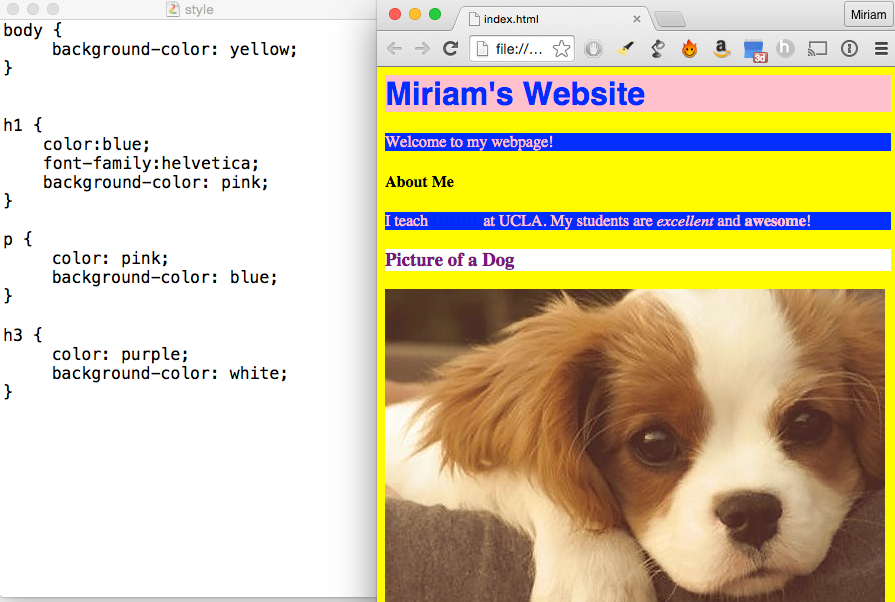 style
body {
background-color: yellow;
}
h1 {
color:blue;
font-family:helvetica;
background-color: pink;
}
p {
color: pink;
background-color: blue;
}
h3 {
color: purple;
background-color: white;
}
index.html
Miriam
file://...
3d
Miriam's Website
Welcome to my webpage!
About Me
I teach at UCLA. My students are excellent and awesome!
Picture of a Dog